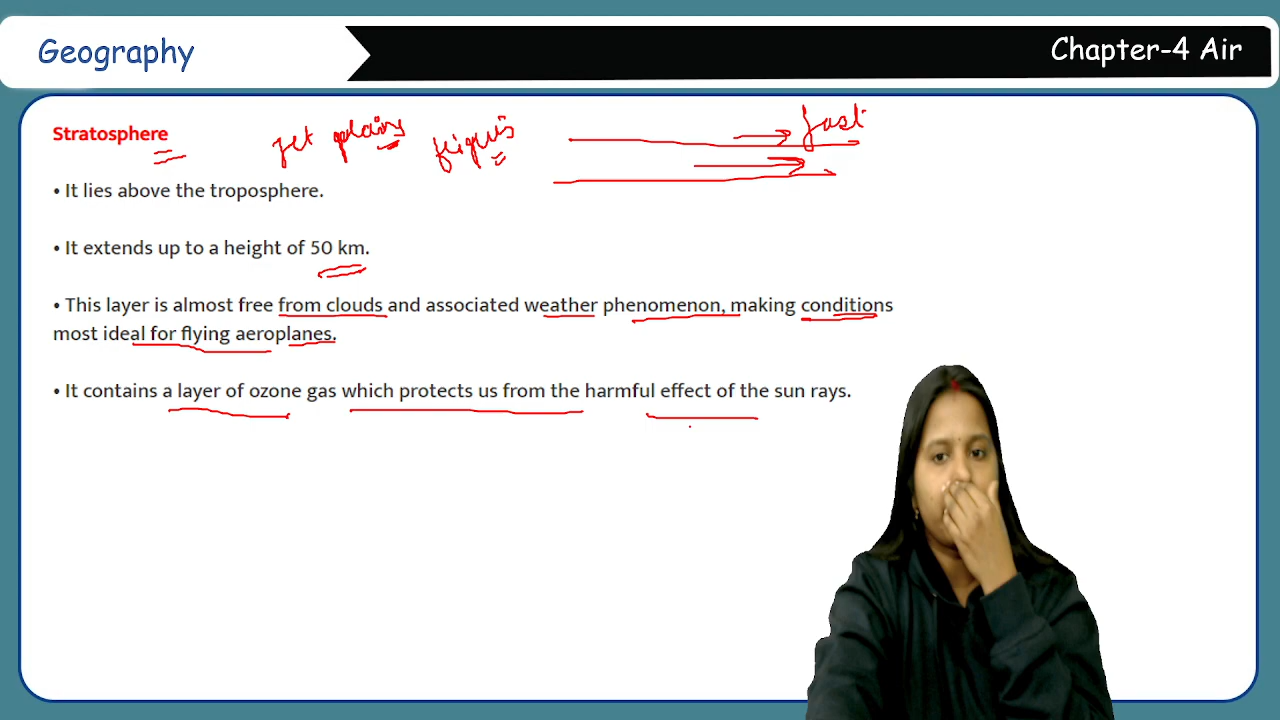 Geography
Chapter-4 Air
Stratosphere
jet plains
fast
• It lies above the troposphere.
• It extends up to a height of 50 km.
• This layer is almost free from clouds and associated weather phenomenon, making conditions
most ideal for flying aeroplanes.
• It contains a layer of ozone gas which protects us from the harmful effect of the sun rays.